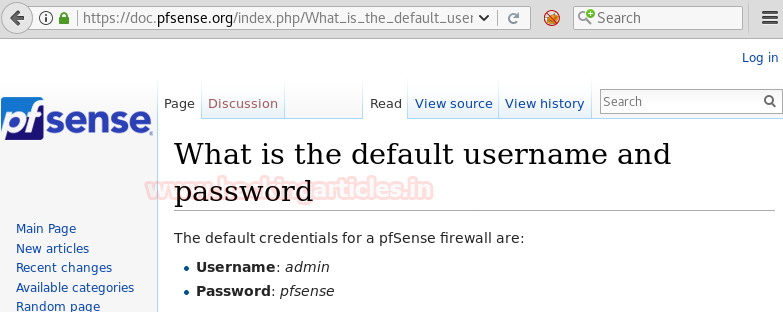 https://doc.pfsense.org/index.php/What_is_the_default_user
Search
Log in
Page Discussion Read View source View history Search
pfsense
What is the default username and
password
www.hackingarticles.in
The default credentials for a pfSense firewall are:
Main Page
New articles
Recent changes
Available categories
Random page
• Username: admin
• Password: pfsense